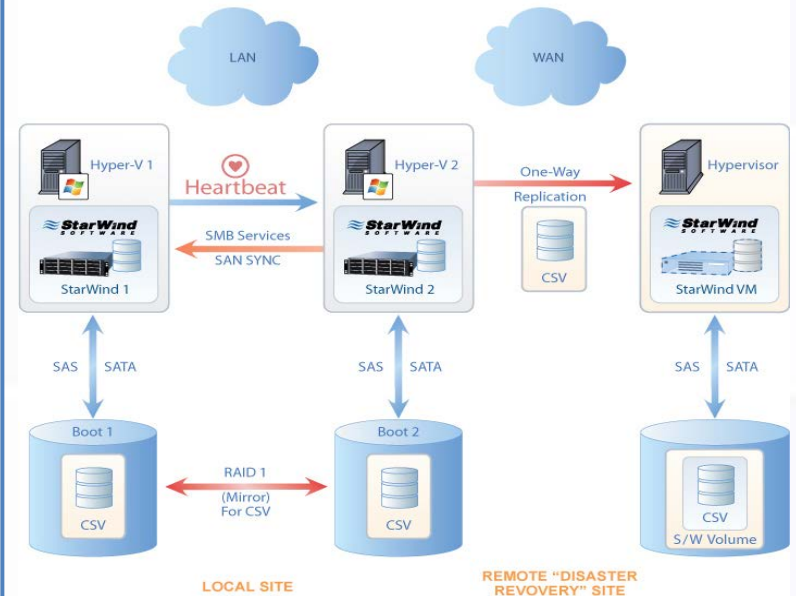 LAN
WAN
Hyper-V 1
Heartbeat
Hyper-V 2
One-Way
Replication
Hypervisor
StarWind
SOFTWARE
StarWind 1
SMB Services
SAN SYNC
StarWind
SOFTWARE
StarWind 2
CSV
StarWind
SOFTWARE
StarWind VM
SAS SATA
SAS SATA
SAS SATA
Boot 1
CSV
RAID 1
(Mirror)
For CSV
Boot 2
CSV
CSV
S/W Volume
LOCAL SITE
REMOTE “DISASTER
REVOVERY” SITE